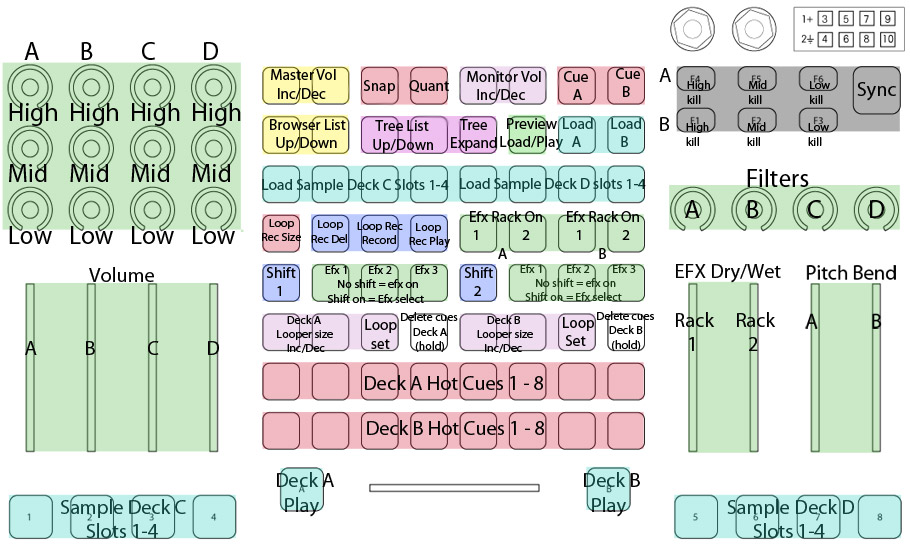 A B C D
High High High High
Mid Mid Mid Mid
Low Low Low Low
Volume
A B C D
1 2 3 4
Sample Deck C
Slots 1-4
Master Vol
Inc/Dec
Snap
Quant
Monitor Vol
Inc/Dec
Cue
A
Cue
B
Browser List
Up/Down
Tree List
Up/Down
Tree
Expand
Preview
Load/Play
Load
A
Load
B
Load Sample Deck C Slots 1-4
Load Sample Deck D slots 1-4
Loop
Rec Size
Loop
Rec Del
Loop Rec
Record
Loop
Rec Play
Efx Rack On
1 2
A
Efx Rack On
1 2
B
Shift
1
Efx 1 Efx 2 Efx 3
No shift = efx on
Shift on = Efx select
Shift
2
Efx 1 Efx 2 Efx 3
No shift = efx on
Shift on = Efx select
Deck A
Looper size
Inc/Dec
Loop
set
Delete cues
Deck A
(hold)
Deck B
Looper size
Inc/Dec
Loop
Set
Delete cues
Deck B
(hold)
Deck A Hot Cues 1 - 8
Deck B Hot Cues 1 - 8
Deck A
A
Play
Deck B
B
Play
1+ 3 5 7 9
2 4 6 8 10
A
F4 F5 F6
High
kill
Mid
kill
Low
kill
Sync
B
F1 F2 F3
High
kill
Mid
kill
Low
kill
Filters
A B C D
EFX Dry/Wet
Rack
1
Rack
2
Pitch Bend
A B
5 6 7 8
Sample Deck D
Slots 1-4